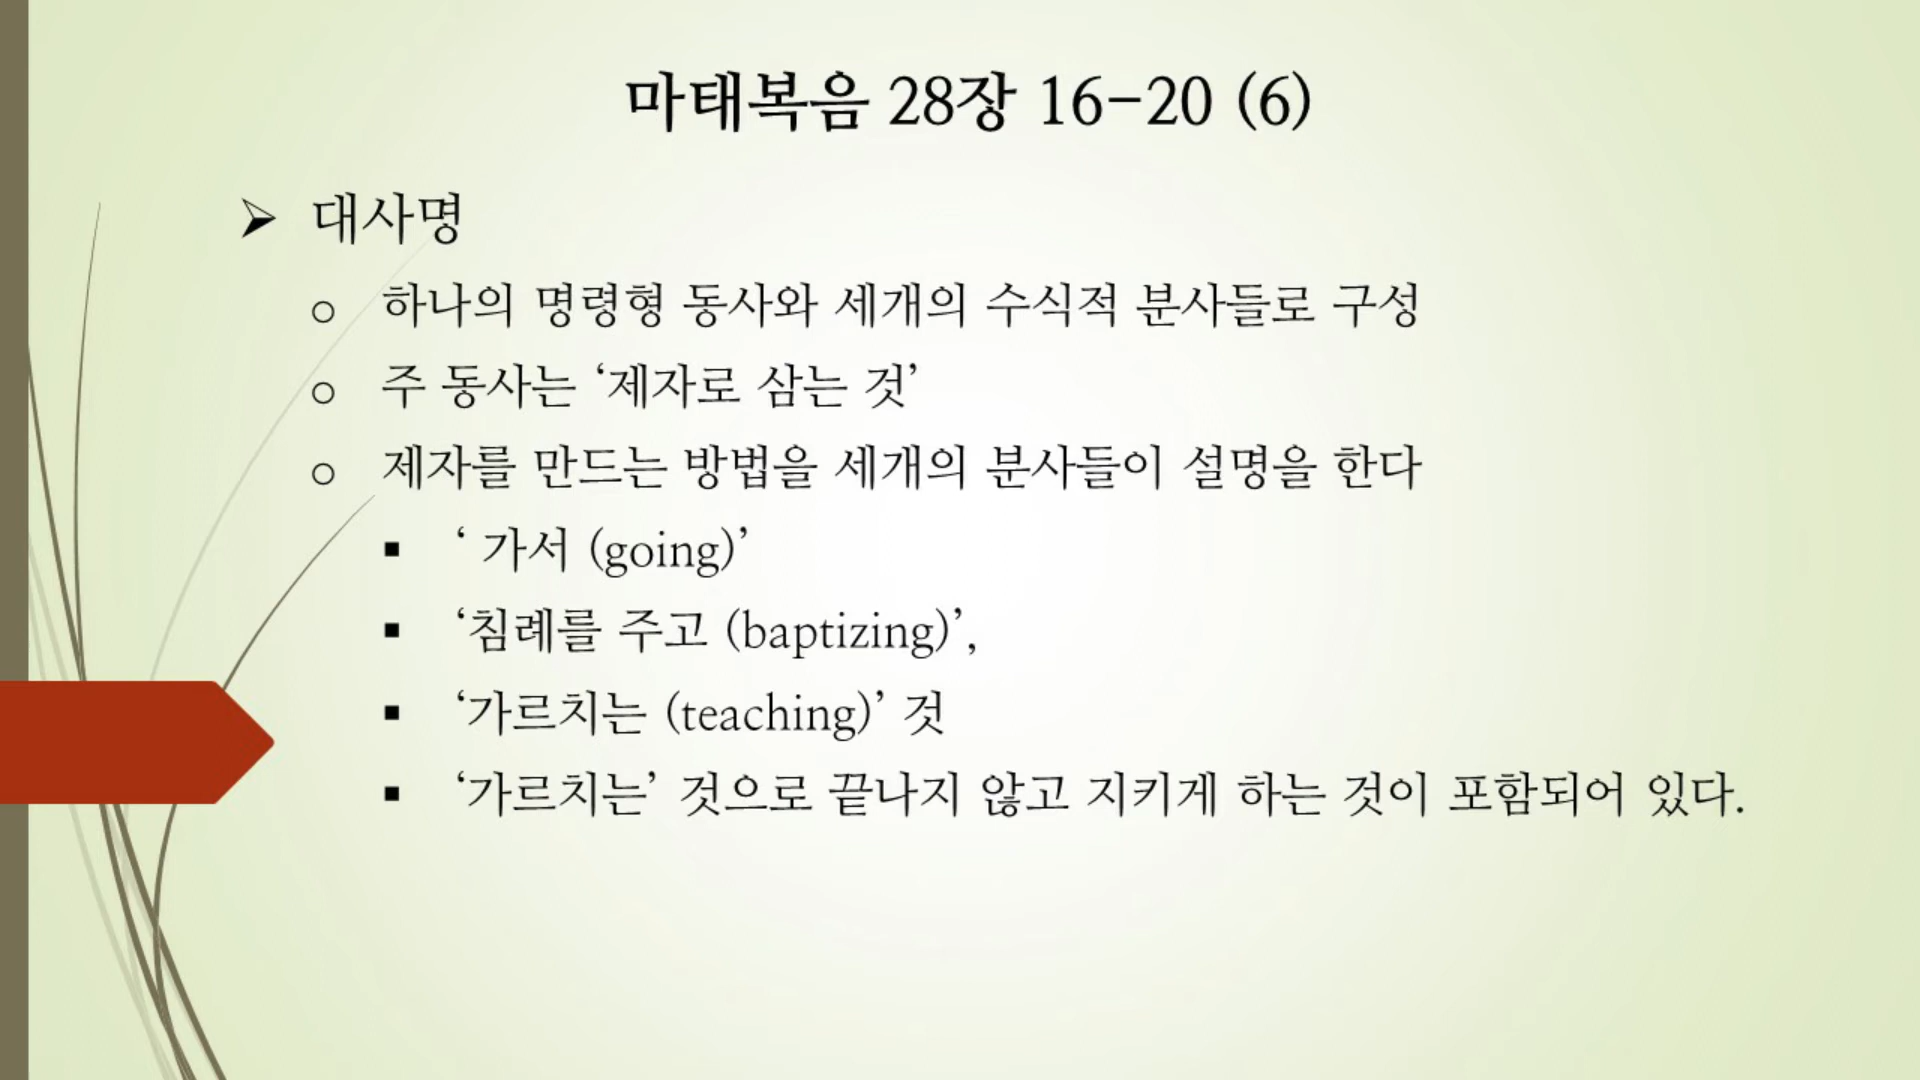 마태복음 28장 16-20 (6)
➢ 대사명
o 하나의 명령형 동사와 세개의 수식적 분사들로 구성
o 주 동사는 ‘제자로 삼는 것’
o 제자를 만드는 방법을 세개의 분사들이 설명을 한다
▪ ‘ 가서 (going)’
▪ ‘침례를 주고 (baptizing)’,
▪ ‘가르치는 (teaching)’ 것
▪ ‘가르치는’ 것으로 끝나지 않고 지키게 하는 것이 포함되어 있다.